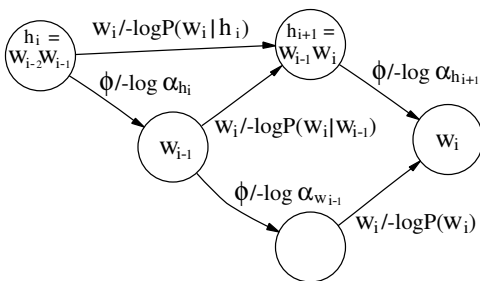 h_i =
w_{i-2}w_{i-1}
w_i/-logP(w_i|h_i)
h_{i+1} =
w_{i-1} w_i
ϕ/-log α_{h_i}
ϕ/-log α_{h_{i+1}}
w_{i-1}
w_i/-logP(w_i|w_{i-1})
w_i
ϕ/-log α_{w_{i-1}}
w_i/-logP(w_i)